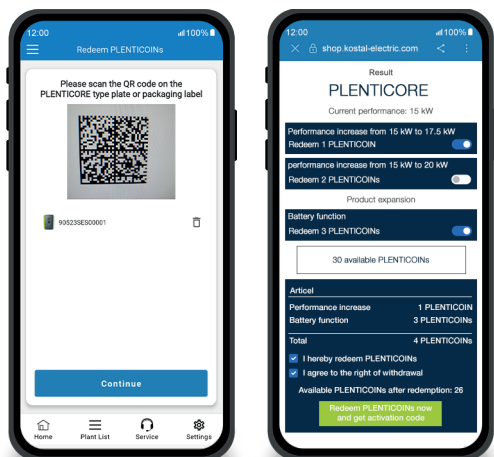 12:00
100%
Redeem PLENTICOINs
Please scan the QR code on the
PLENTICORE type plate or packaging label
90523SES00001
Continue
Home
Plant List
Service
Settings
12:00
100%
shop.kostal-electric.com
Result
PLENTICORE
Current performance: 15 kW
Performance increase from 15 kW to 17.5 kW
Redeem 1 PLENTICOIN
performance increase from 15 kW to 20 kW
Redeem 2 PLENTICOINs
Product expansion
Battery function
Redeem 3 PLENTICOINs
30 available PLENTICOINs
Articel
Performance increase 1 PLENTICOIN
Battery function 3 PLENTICOINs
Total 4 PLENTICOINs
I hereby redeem PLENTICOINs
I agree to the right of withdrawal
Available PLENTICOINs after redemption: 26
Redeem PLENTICOINs now
and get activation code